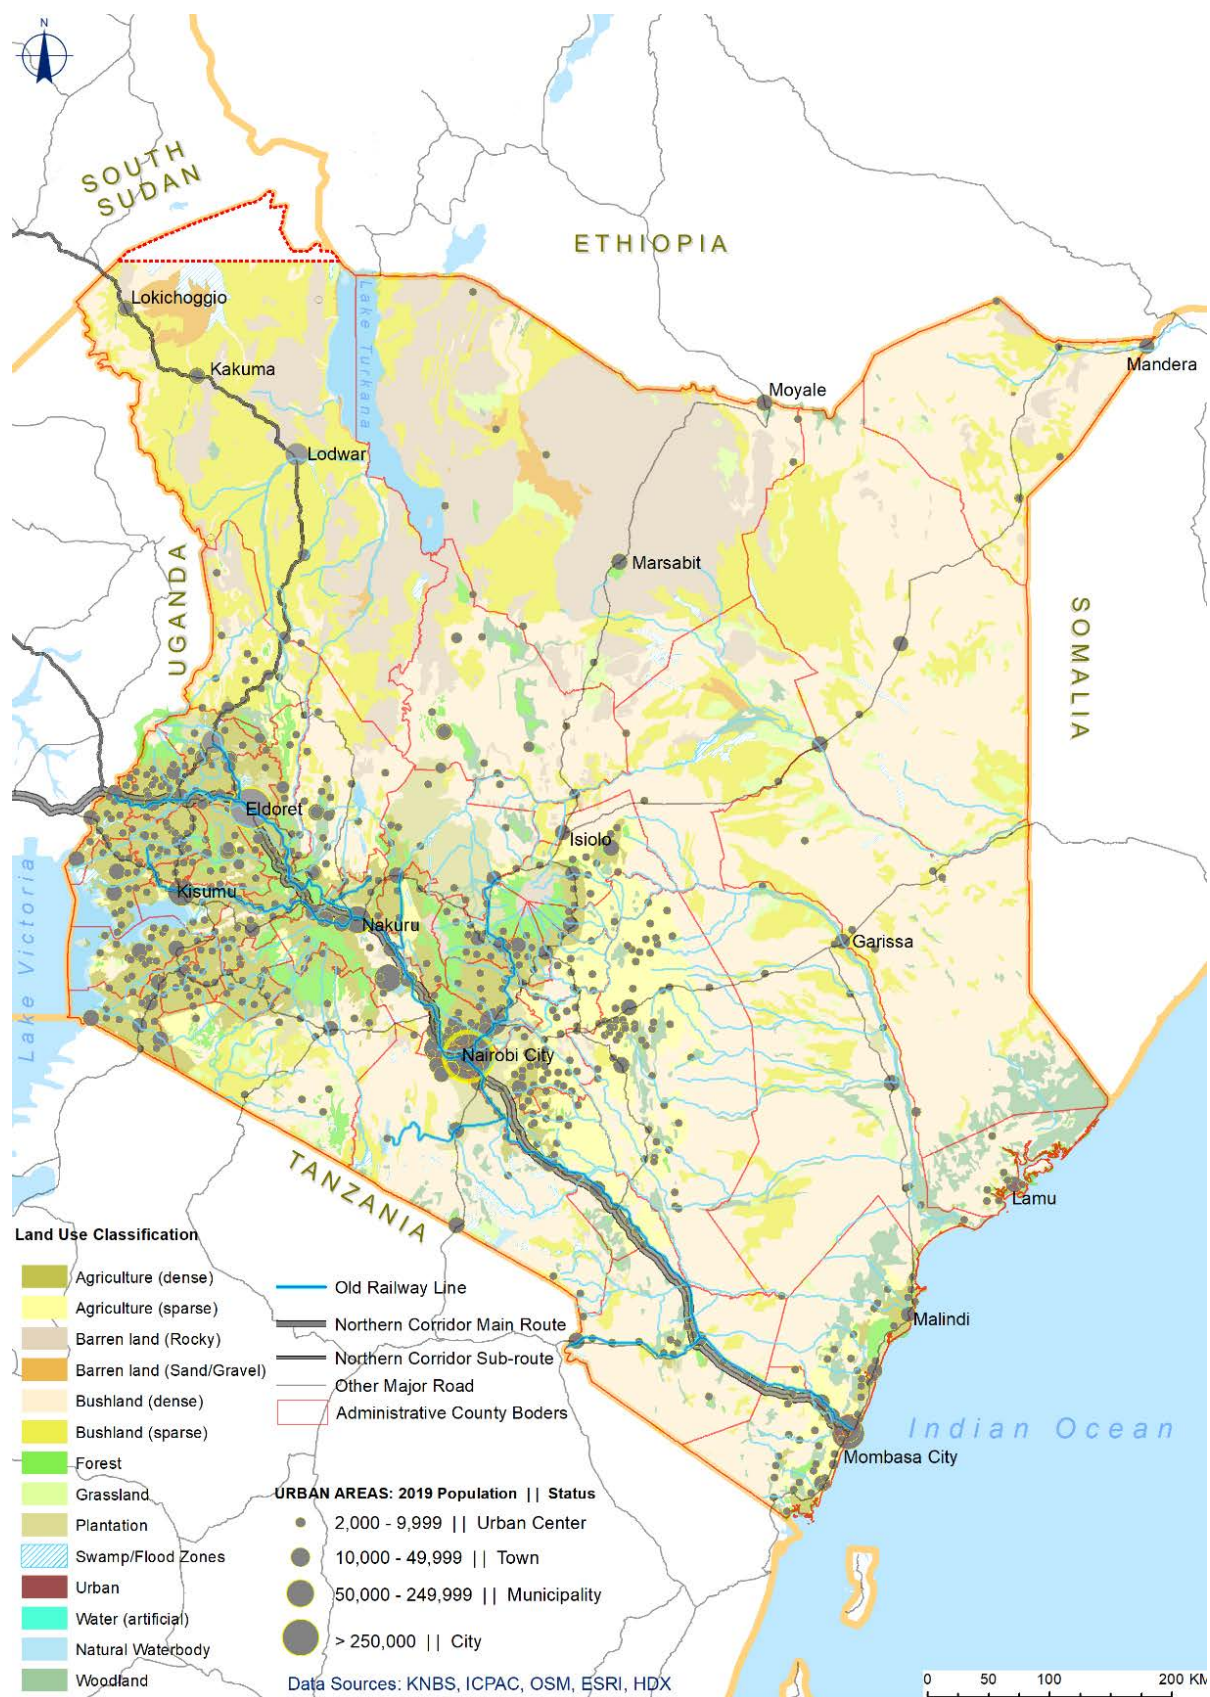 N
SOUTH
SUDAN
ETHIOPIA
Lokichoggio
Lake Turkana
Mandera
Kakuma
Moyale
Lodwar
UGANDA
Marsabit
SOMALIA
Eldoret
Isiolo
Lake Victoria
Kisumu
Nakuru
Garissa
Nairobi City
TANZANIA
Lamu
Malindi
Indian Ocean
Mombasa City
Land Use Classification
Agriculture (dense)
Agriculture (sparse)
Barren land (Rocky)
Barren land (Sand/Gravel)
Bushland (dense)
Bushland (sparse)
Forest
Grassland
Plantation
Swamp/Flood Zones
Urban
Water (artificial)
Natural Waterbody
Woodland
Old Railway Line
Northern Corridor Main Route
Northern Corridor Sub-route
Other Major Road
Administrative County Boders
URBAN AREAS: 2019 Population || Status
2,000 - 9,999 || Urban Center
10,000 - 49,999 || Town
50,000 - 249,999 || Municipality
> 250,000 || City
Data Sources: KNBS, ICPAC, OSM, ESRI, HDX
0 50 100 200 KM